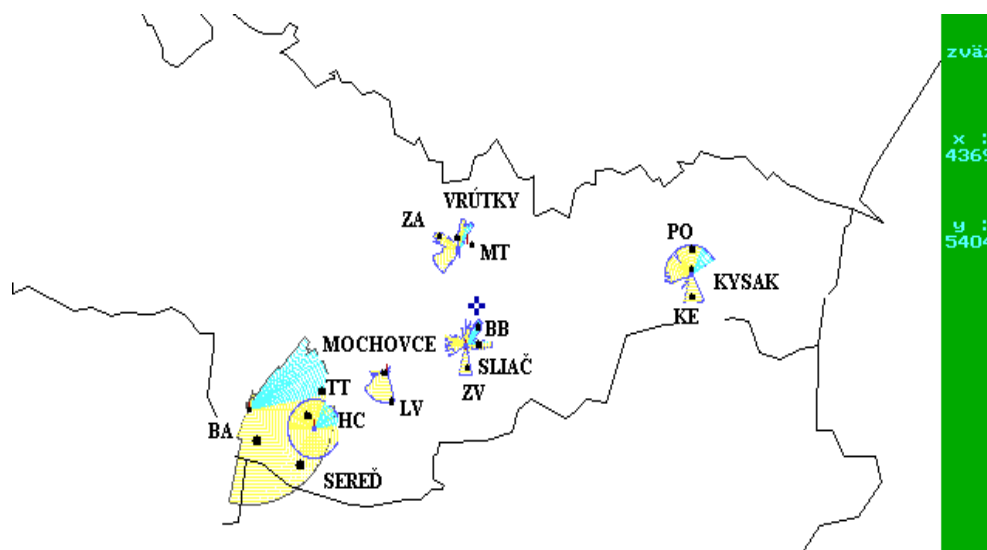 zväz
x :
4369
y :
5404
VRÚTKY
ZA
MT
PO
KYSAK
KE
BB
MOCHOVCE
SLIAČ
ZV
TT
LV
HC
BA
SEREĎ